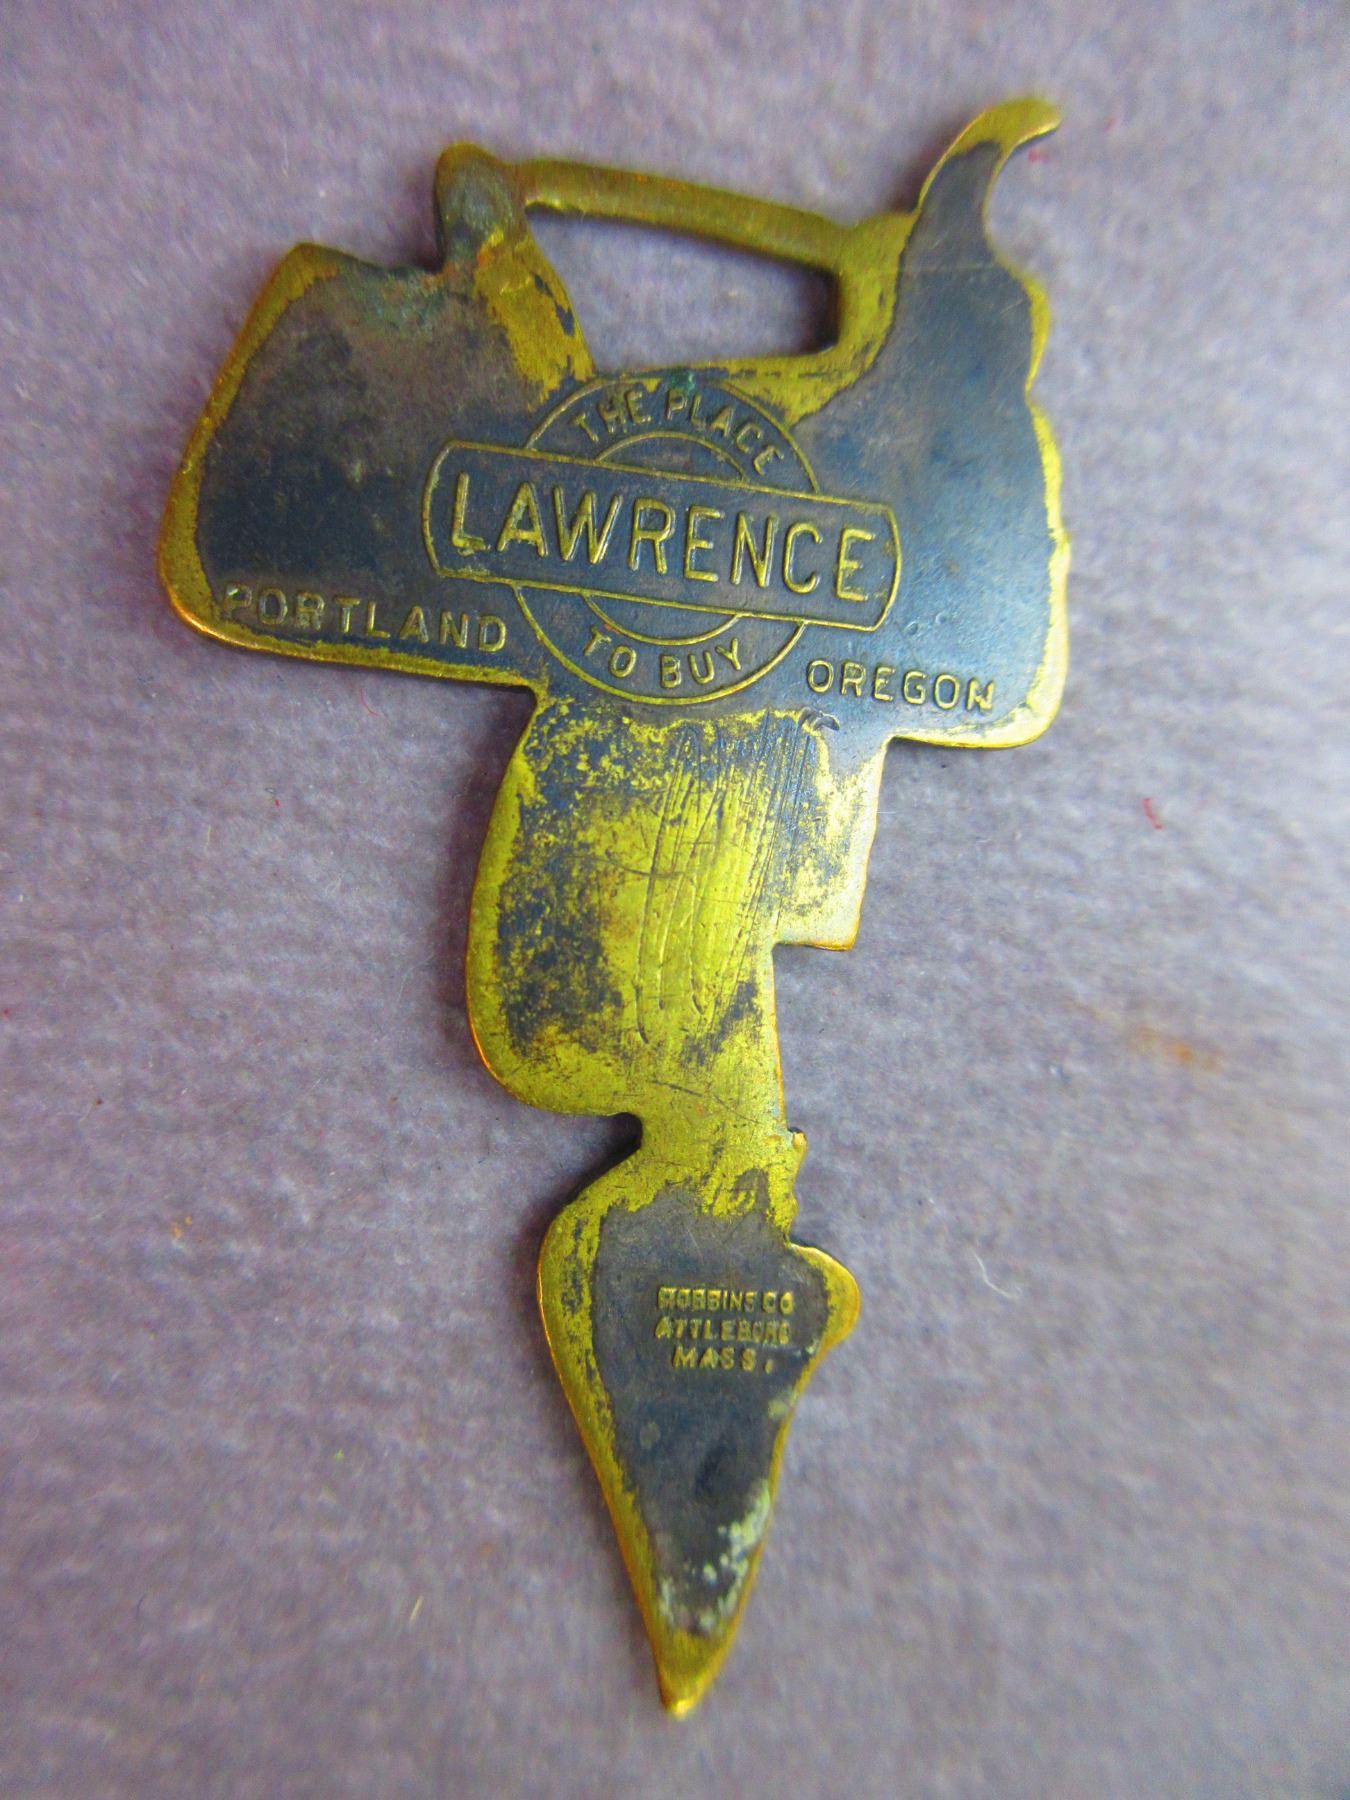 THE PLACE
LAWRENCE
PORTLAND
TO BUY
OREGON
ROBBINS CO
ATTLEBORO
MASS.